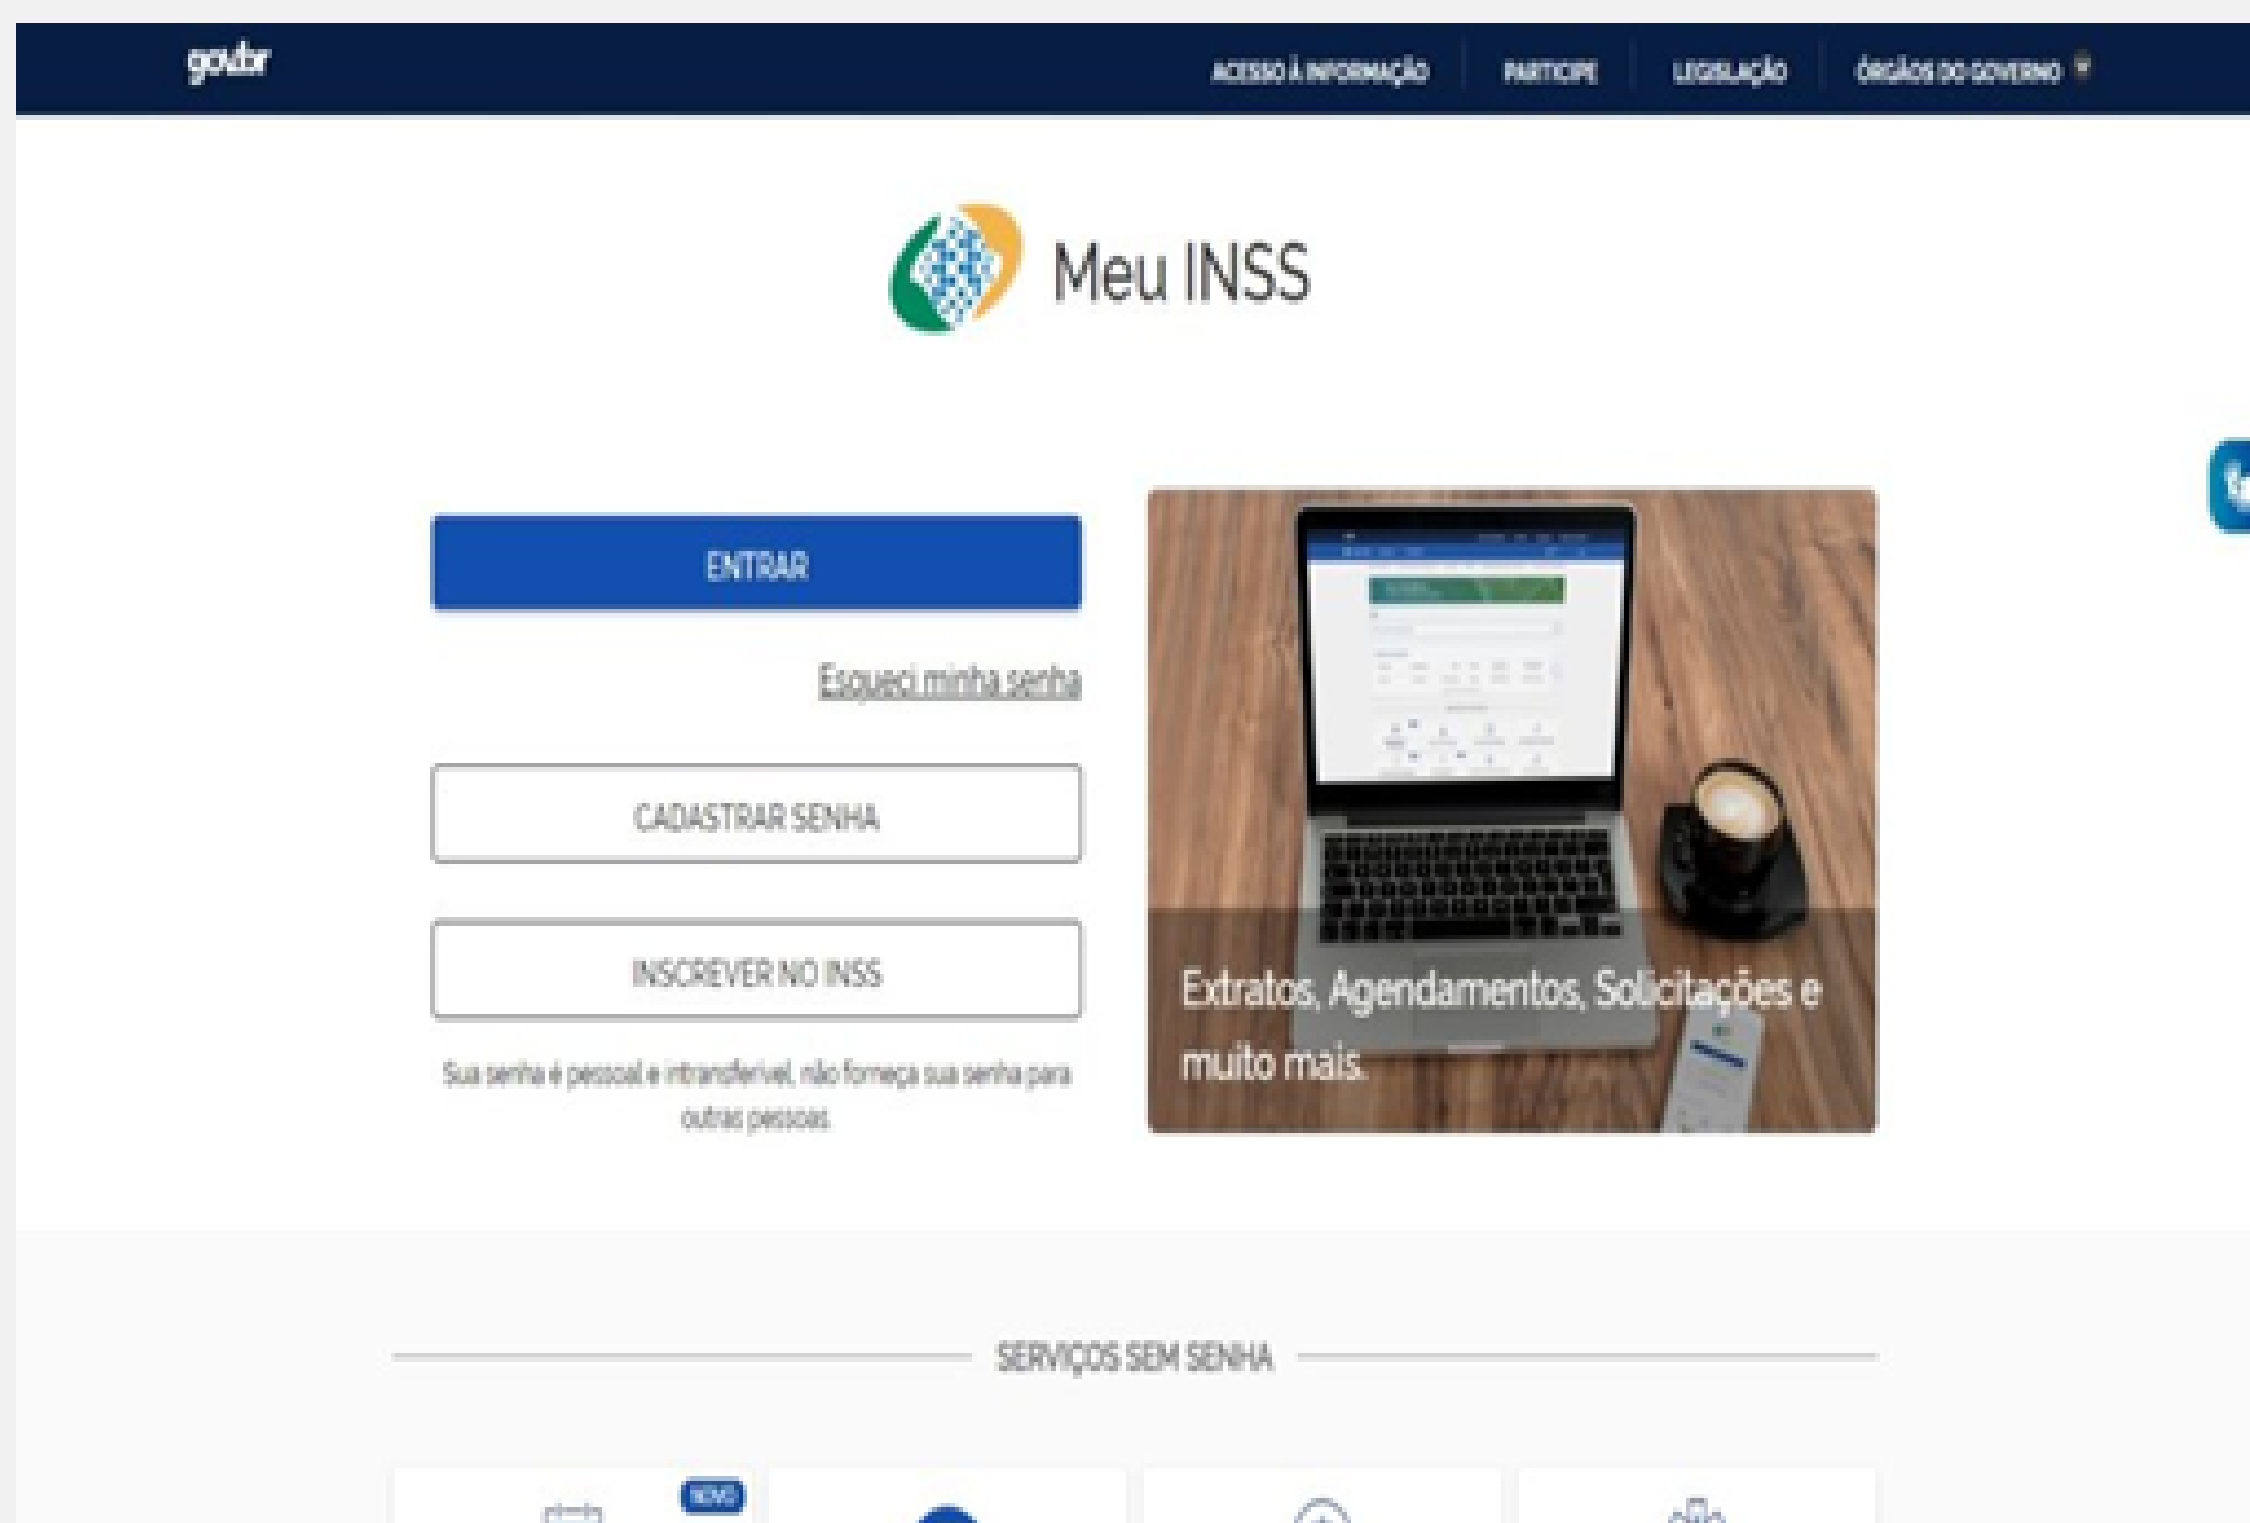 gov.br
ACESSO À INFORMAÇÃO
PARTICIPE
LEGISLAÇÃO
ÓRGÃOS DO GOVERNO
Meu INSS
ENTRAR
Esqueci minha senha
CADASTRAR SENHA
INSCREVER NO INSS
Sua senha é pessoal e intransferível, não forneça sua senha para
outras pessoas.
Extratos, Agendamentos, Solicitações e
muito mais.
SERVIÇOS SEM SENHA
NOVO